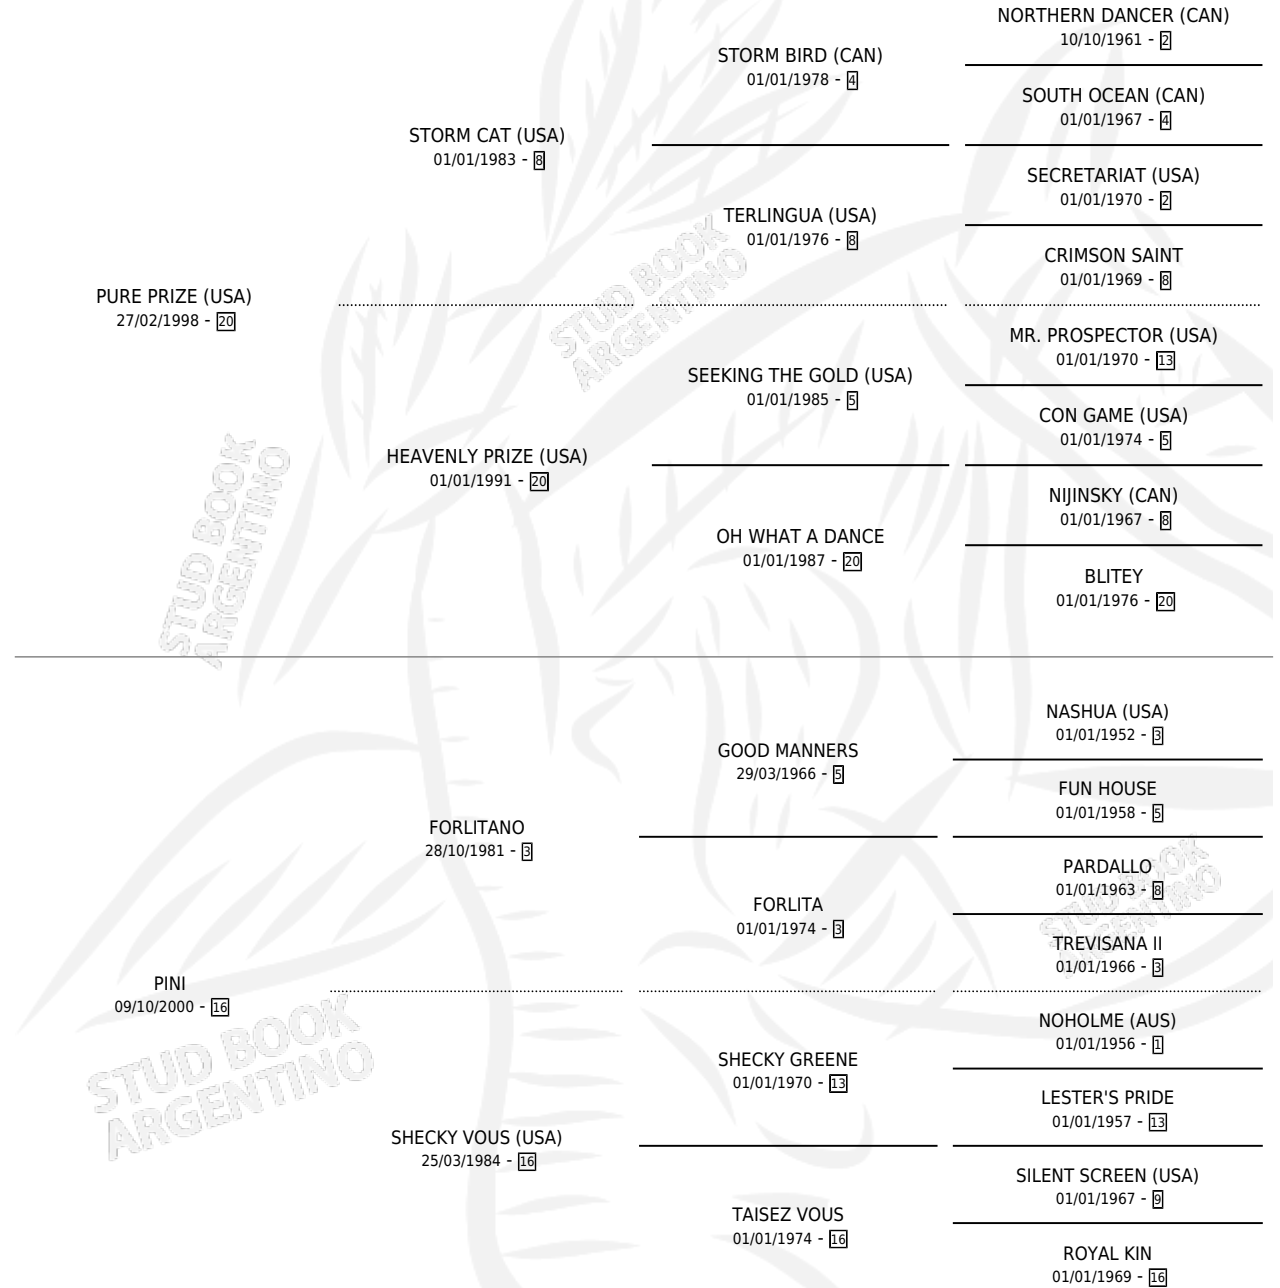 NORTHERN DANCER (CAN)
10/10/1961 - 2
STORM BIRD (CAN)
01/01/1978 - 4
SOUTH OCEAN (CAN)
01/01/1967 - 4
STORM CAT (USA)
01/01/1983 - 8
SECRETARIAT (USA)
01/01/1970 - 2
TERLINGUA (USA)
01/01/1976 - 8
CRIMSON SAINT
01/01/1969 - 8
PURE PRIZE (USA)
27/02/1998 - 20
STUD BOOK
ARGENTINO
MR. PROSPECTOR (USA)
01/01/1970 - 13
SEEKING THE GOLD (USA)
01/01/1985 - 5
CON GAME (USA)
01/01/1974 - 5
HEAVENLY PRIZE (USA)
01/01/1991 - 20
NIJINSKY (CAN)
01/01/1967 - 8
OH WHAT A DANCE
01/01/1987 - 20
BLITEY
01/01/1976 - 20
STUD BOOK
ARGENTINO
NASHUA (USA)
01/01/1952 - 3
GOOD MANNERS
29/03/1966 - 5
FUN HOUSE
01/01/1958 - 5
FORLITANO
28/10/1981 - 3
PARDALLO
01/01/1963 - 8
FORLITA
01/01/1974 - 3
TREVISANA II
01/01/1966 - 3
STUD BOOK
ARGENTINO
PINI
09/10/2000 - 16
NOHOLME (AUS)
01/01/1956 - 1
SHECKY GREENE
01/01/1970 - 13
LESTER'S PRIDE
01/01/1957 - 13
STUD BOOK
ARGENTINO
SHECKY VOUS (USA)
25/03/1984 - 16
SILENT SCREEN (USA)
01/01/1967 - 9
TAISEZ VOUS
01/01/1974 - 16
ROYAL KIN
01/01/1969 - 16